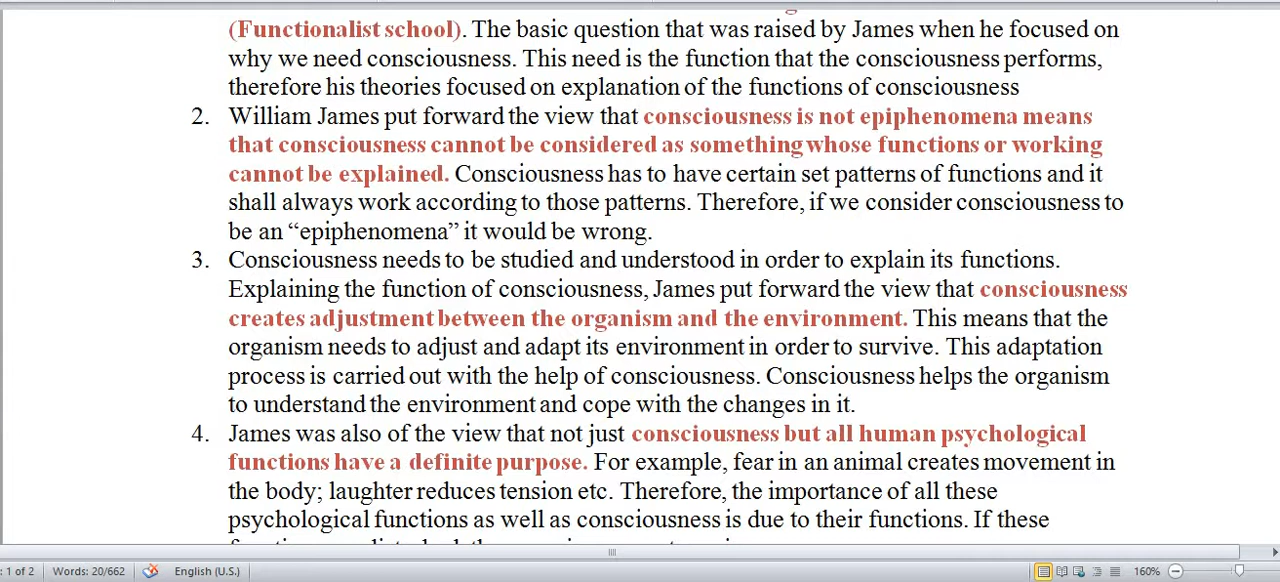 (Functionalist school). The basic question that was raised by James when he focused on
why we need consciousness. This need is the function that the consciousness performs,
therefore his theories focused on explanation of the functions of consciousness
2. William James put forward the view that consciousness is not epiphenomena means
that consciousness cannot be considered as something whose functions or working
cannot be explained. Consciousness has to have certain set patterns of functions and it
shall always work according to those patterns. Therefore, if we consider consciousness to
be an “epiphenomena” it would be wrong.
3. Consciousness needs to be studied and understood in order to explain its functions.
Explaining the function of consciousness, James put forward the view that consciousness
creates adjustment between the organism and the environment. This means that the
organism needs to adjust and adapt its environment in order to survive. This adaptation
process is carried out with the help of consciousness. Consciousness helps the organism
to understand the environment and cope with the changes in it.
4. James was also of the view that not just consciousness but all human psychological
functions have a definite purpose. For example, fear in an animal creates movement in
the body; laughter reduces tension etc. Therefore, the importance of all these
psychological functions as well as consciousness is due to their functions. If these
: 1 of 2 Words: 20/662 English (U.S.) 160%